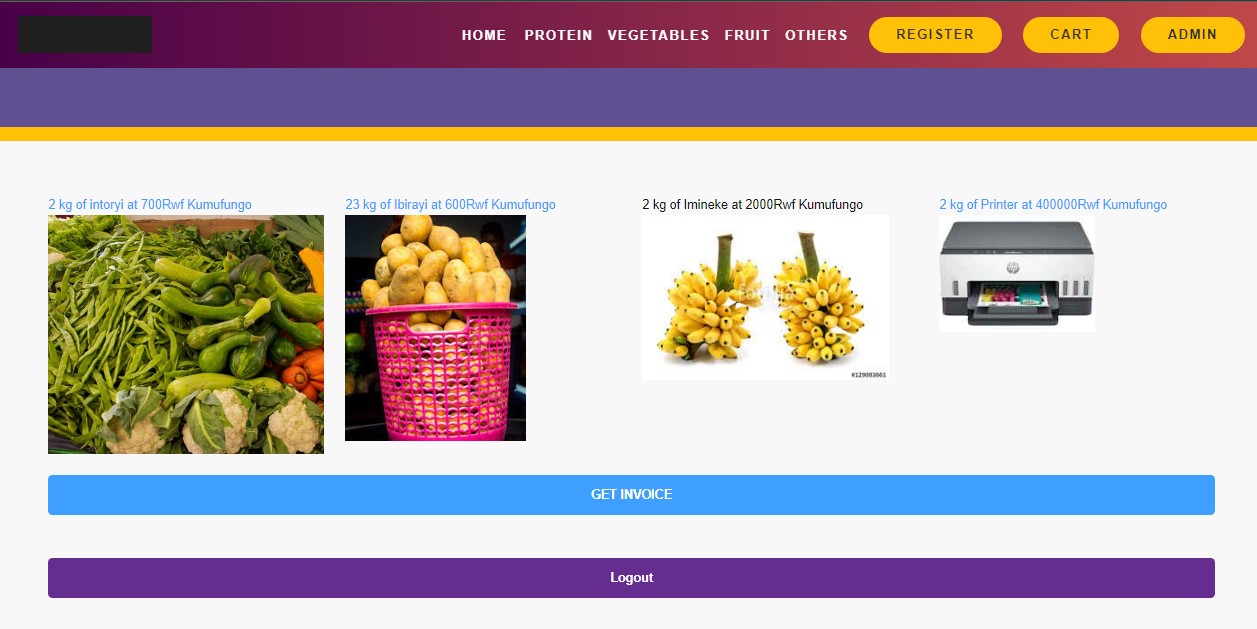 HOME PROTEIN VEGETABLES FRUIT OTHERS REGISTER CART ADMIN
2 kg of intoryi at 700Rwf Kumufungo
23 kg of Ibirayi at 600Rwf Kumufungo
2 kg of Imineke at 2000Rwf Kumufungo
2 kg of Printer at 400000Rwf Kumufungo
hp
GET INVOICE
Logout